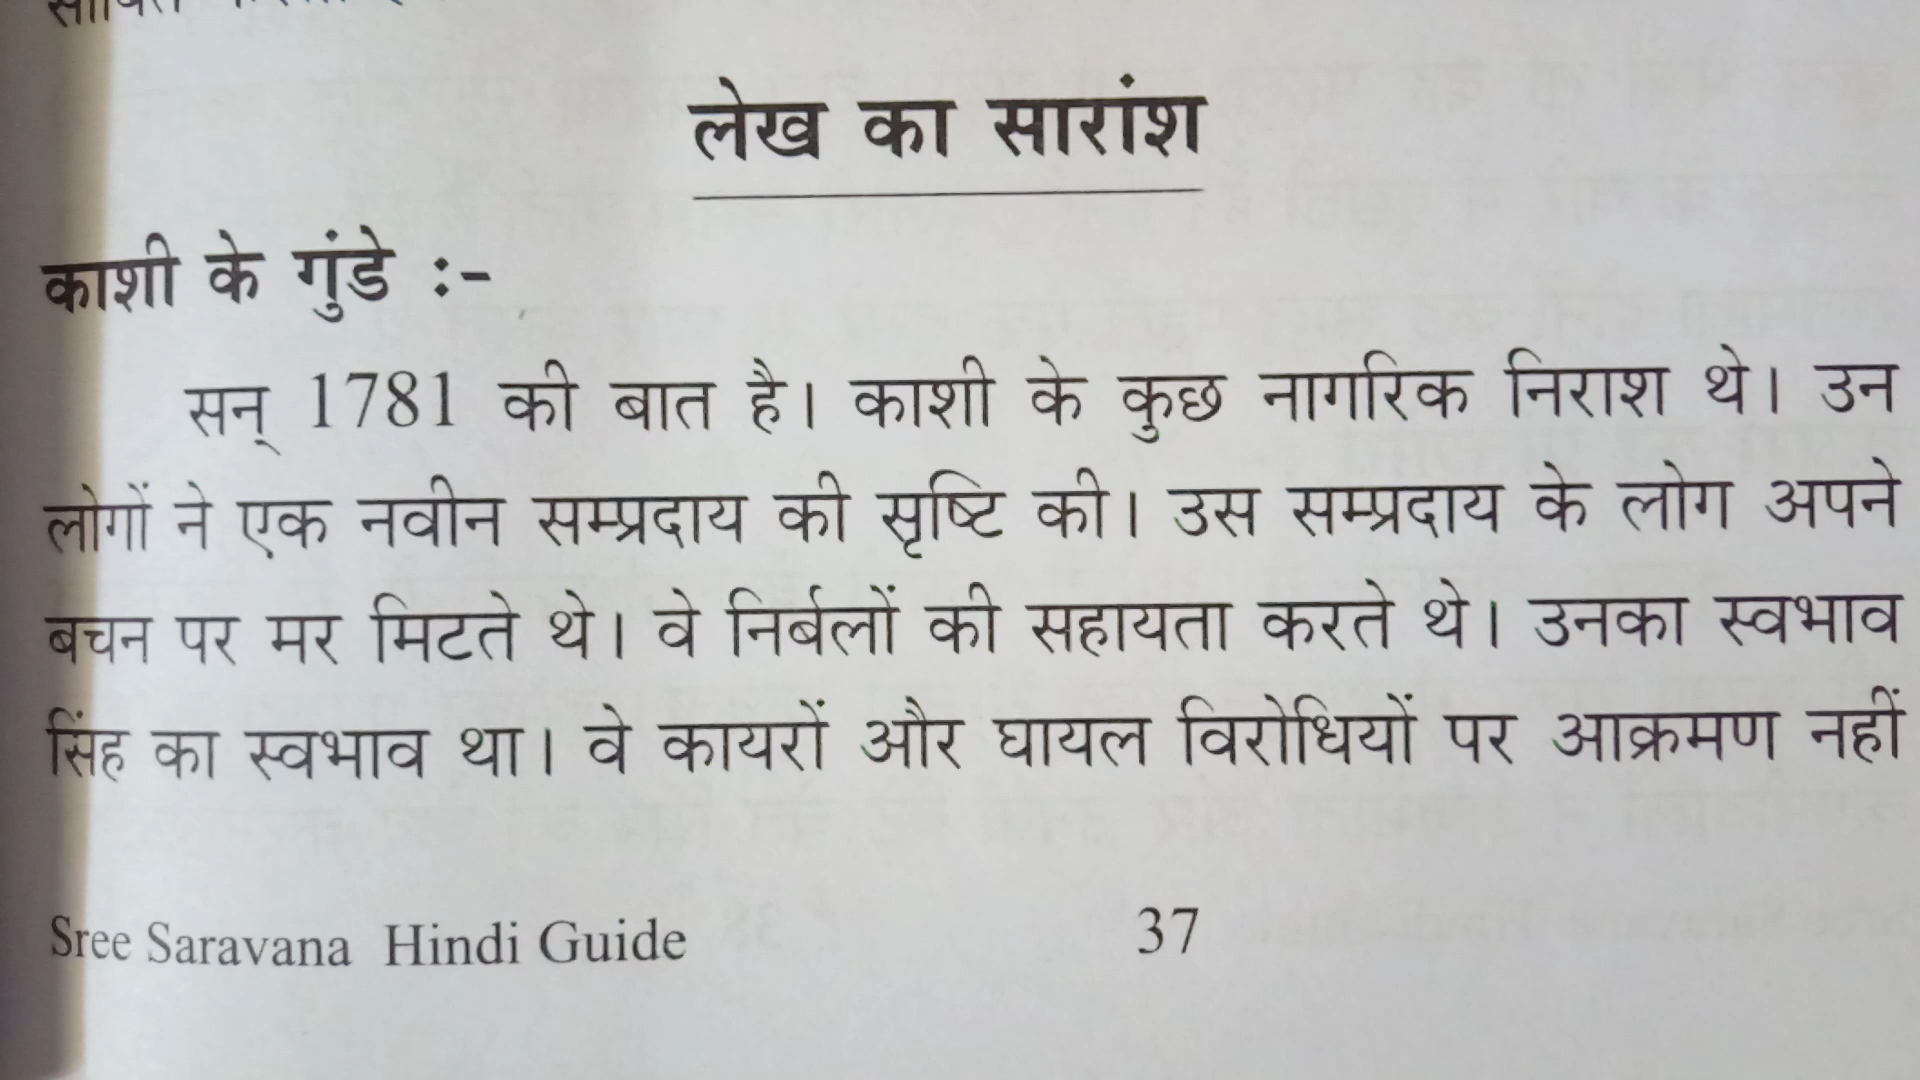 लेख का सारांश
काशी के गुंडे :-
सन् 1781 की बात है। काशी के कुछ नागरिक निराश थे। उन
लोगों ने एक नवीन सम्प्रदाय की सृष्टि की। उस सम्प्रदाय के लोग अपने
बचन पर मर मिटते थे। वे निर्बलों की सहायता करते थे। उनका स्वभाव
सिंह का स्वभाव था। वे कायरों और घायल विरोधियों पर आक्रमण नहीं
Sree Saravana Hindi Guide 37